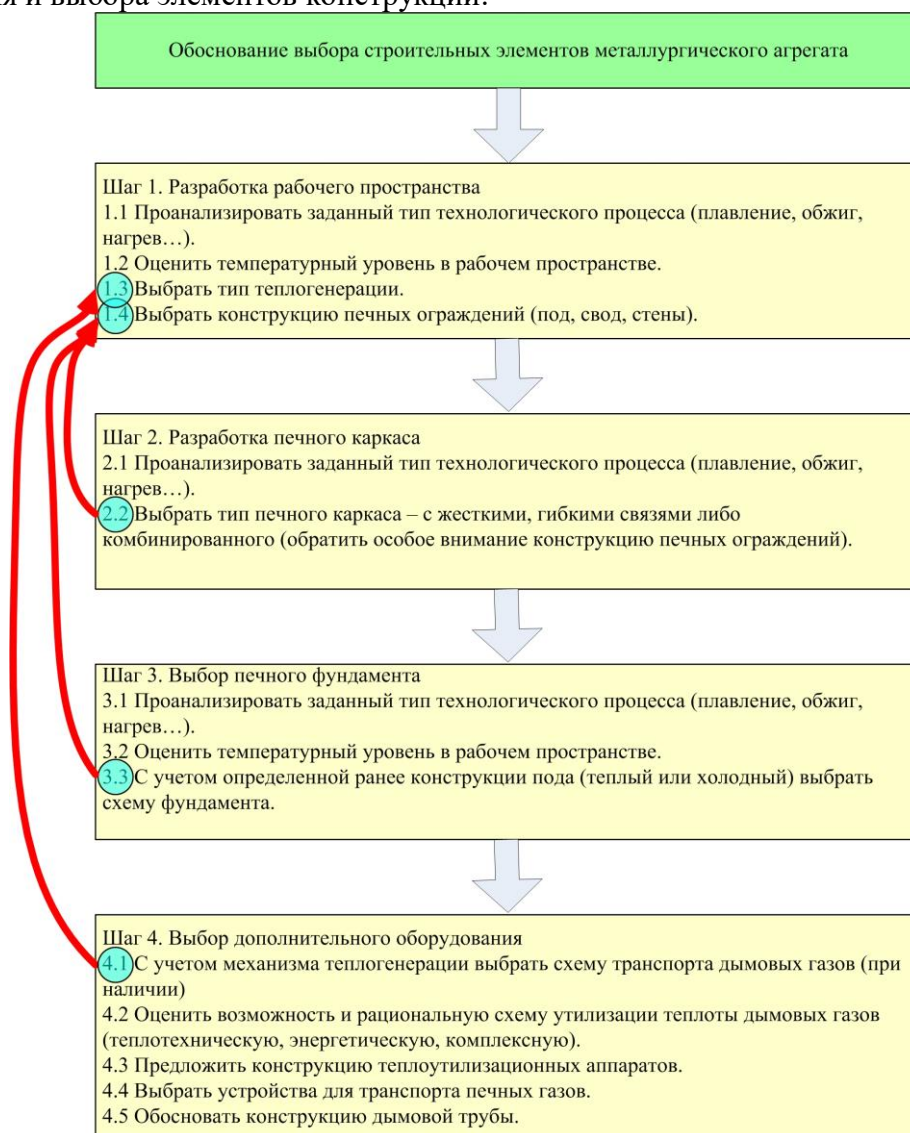 и выбора элементов конструкции.
Обоснование выбора строительных элементов металлургического агрегата
Шаг 1. Разработка рабочего пространства
1.1 Проанализировать заданный тип технологического процесса (плавление, обжиг,
нагрев…).
1.2 Оценить температурный уровень в рабочем пространстве.
1.3 Выбрать тип теплогенерации.
1.4 Выбрать конструкцию печных ограждений (под, свод, стены).
Шаг 2. Разработка печного каркаса
2.1 Проанализировать заданный тип технологического процесса (плавление, обжиг,
нагрев…).
2.2 Выбрать тип печного каркаса – с жесткими, гибкими связями либо
комбинированного (обратить особое внимание конструкцию печных ограждений).
Шаг 3. Выбор печного фундамента
3.1 Проанализировать заданный тип технологического процесса (плавление, обжиг,
нагрев…).
3.2 Оценить температурный уровень в рабочем пространстве.
3.3 С учетом определенной ранее конструкции пода (теплый или холодный) выбрать
схему фундамента.
Шаг 4. Выбор дополнительного оборудования
4.1 С учетом механизма теплогенерации выбрать схему транспорта дымовых газов (при
наличии)
4.2 Оценить возможность и рациональную схему утилизации теплоты дымовых газов
(теплотехническую, энергетическую, комплексную).
4.3 Предложить конструкцию теплоутилизационных аппаратов.
4.4 Выбрать устройства для транспорта печных газов.
4.5 Обосновать конструкцию дымовой трубы.